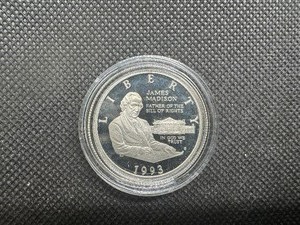 LIBERTY
JAMES
MADISON
FATHER OF THE
BILL OF RIGHTS
IN GOD WE
TRUST
1993